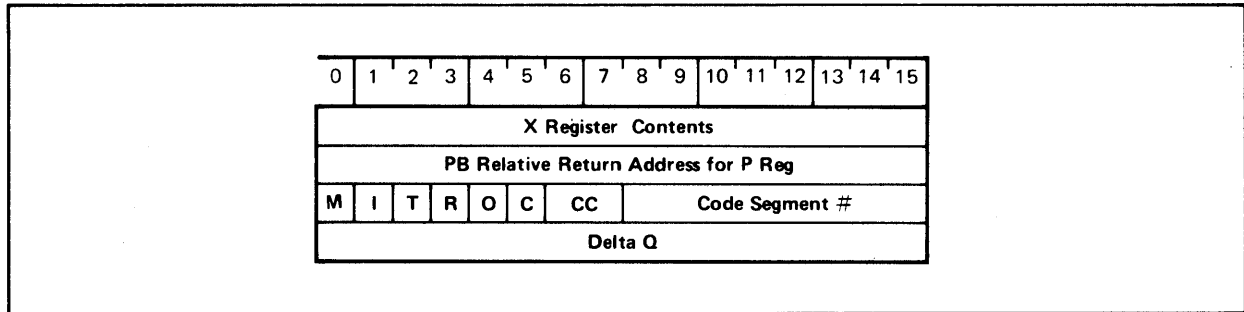 0 1 2 3 4 5 6 7 8 9 10 11 12 13 14 15
X Register Contents
PB Relative Return Address for P Reg
M I T R O C CC Code Segment #
Delta Q